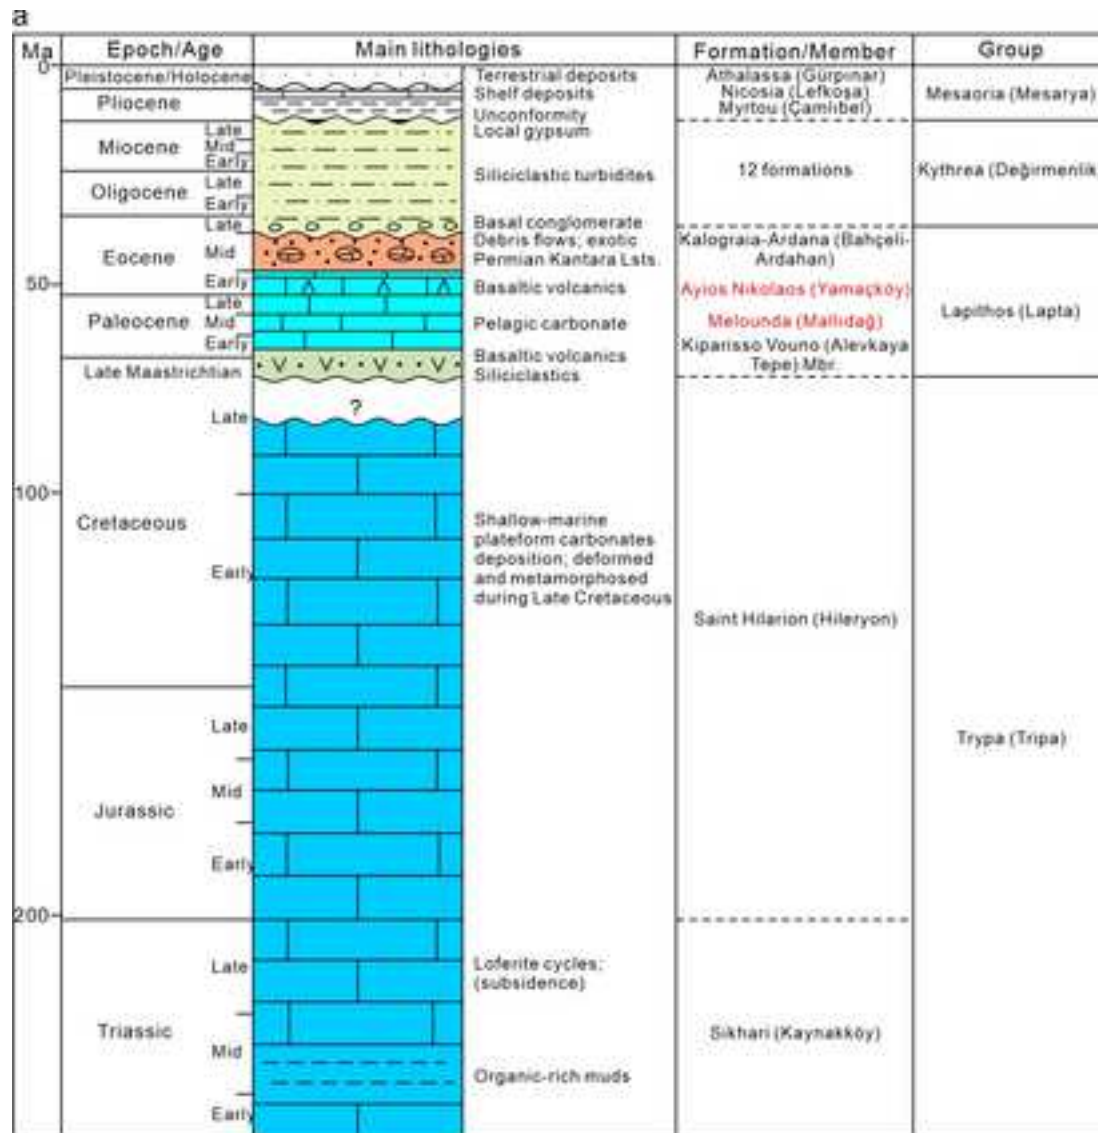 a
Ma Epoch/Age Main lithologies Formation/Member Group
0
Pleistocene/Holocene
Pliocene
Miocene
Late
Mid
Early
Oligocene
Late
Early
Eocene
Late
Mid
Early
50
Paleocene
Late
Mid
Early
Late Maastrichtian
Late
100
Cretaceous
Early
Late
Mid
Jurassic
Early
200
Late
Triassic
Mid
Early
?
Terrestrial deposits
Shelf deposits
Unconformity
Local gypsum
Siliciclastic turbidites
Basal conglomerate
Debris flows; exotic
Permian Kantara Lsts.
Basaltic volcanics
Pelagic carbonate
Basaltic volcanics
Siliciclastics
Shallow-marine
plateform carbonates
deposition; deformed
and metamorphosed
during Late Cretaceous
Loferite cycles;
(subsidence)
Organic-rich muds
Athalassa (Gürpınar)
Nicosia (Lefkoşa)
Myrtou (Çamlıbel)
12 formations
Kalograia-Ardana (Bahçeli-
Ardahan)
Ayios Nikolaos (Yamaçköy)
Melounda (Mallıdağ)
Kiparisso Vouno (Alevkaya
Tepe) Mbr.
Saint Hilarion (Hileryon)
Sikhari (Kaynakköy)
Mesaoria (Mesarya)
Kythrea (Değirmenlik
Lapithos (Lapta)
Trypa (Tripa)